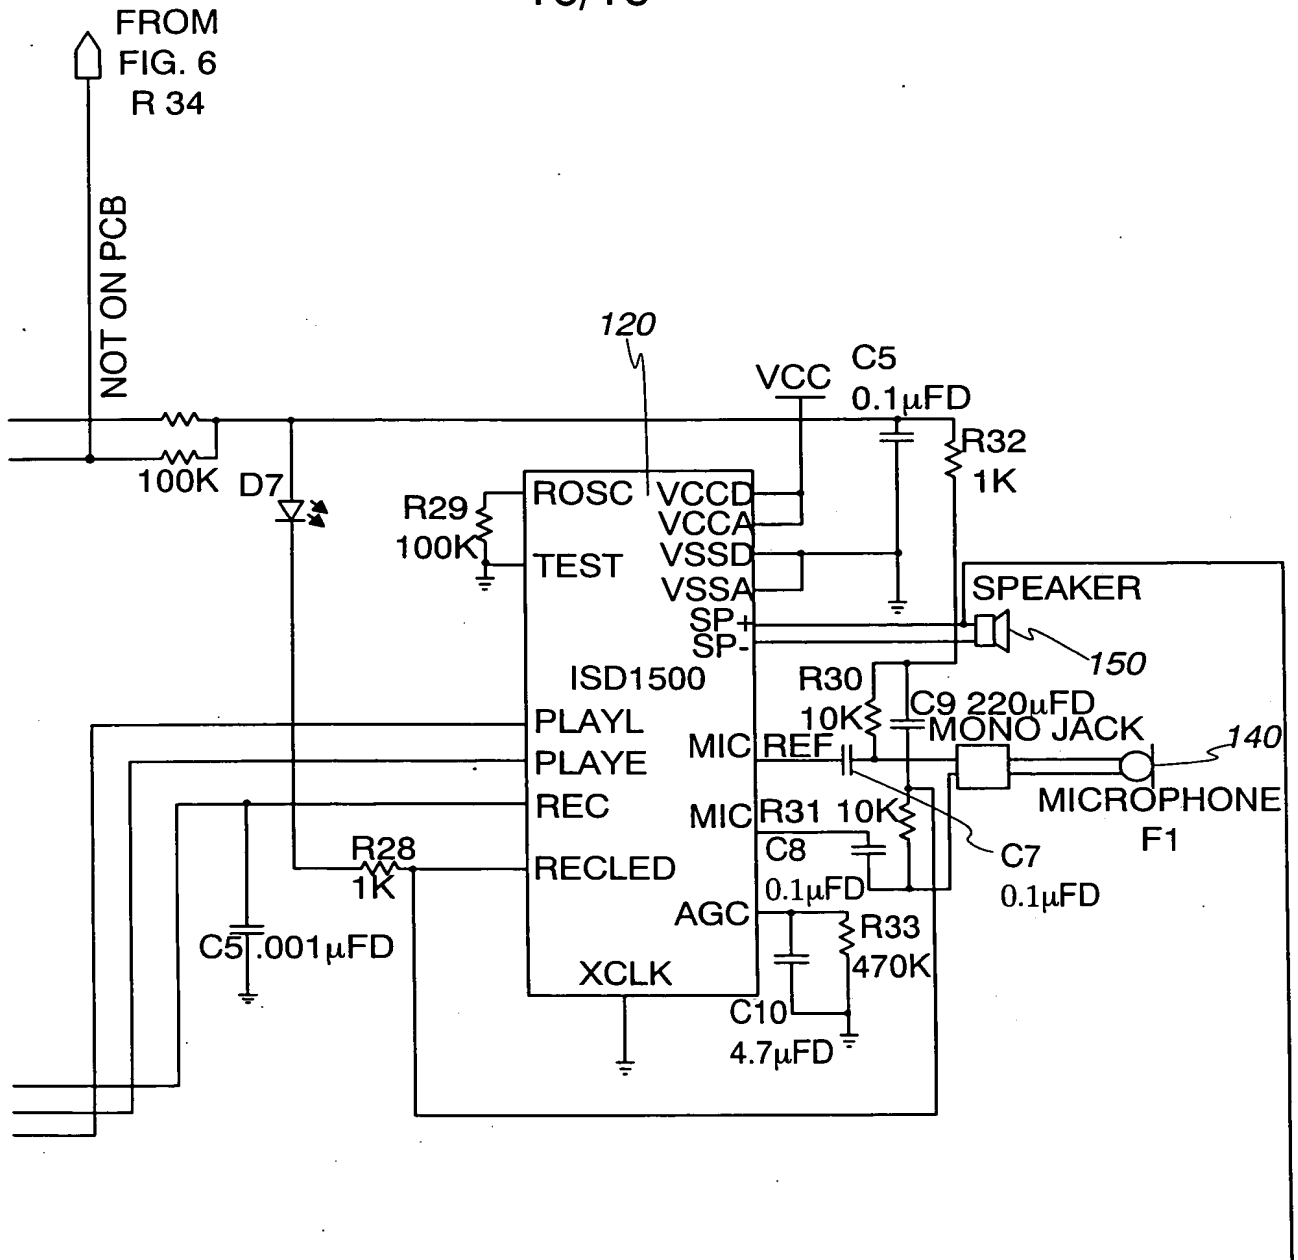 FROM
FIG. 6
R 34
NOT ON PCB
120
VCC
C5
0.1µFD
R32
1K
100K
D7
R29
100K
ROSC
VCCD
VCCA
TEST
VSSD
VSSA
SPEAKER
SP+
SP-
150
ISD1500
R30
10K
C9 220µFD
MONO JACK
PLAYL
MIC REF
140
PLAYE
MICROPHONE
F1
REC
MIC
R31 10K
C8
0.1µFD
C7
0.1µFD
R28
1K
RECLED
AGC
R33
470K
C5 .001µFD
XCLK
C10
4.7µFD